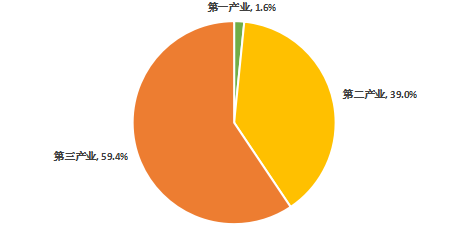 第一产业, 1.6%
第二产业, 39.0%
第三产业, 59.4%